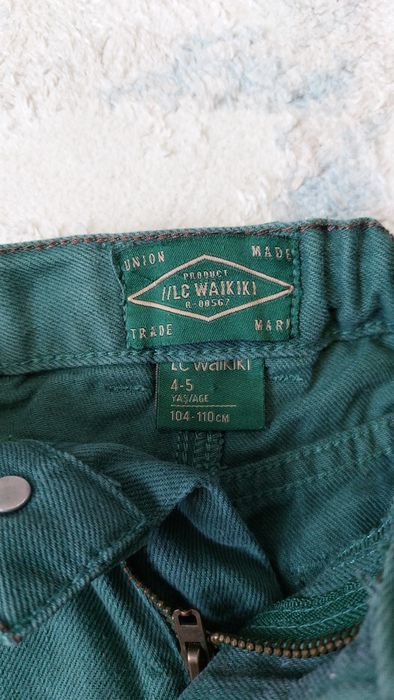 UNION MADE
PRODUCT
//LC WAIKIKI
R-00567
TRADE MARK
LC WAIKIKI
4-5
YAŞ/AGE
104-110CM